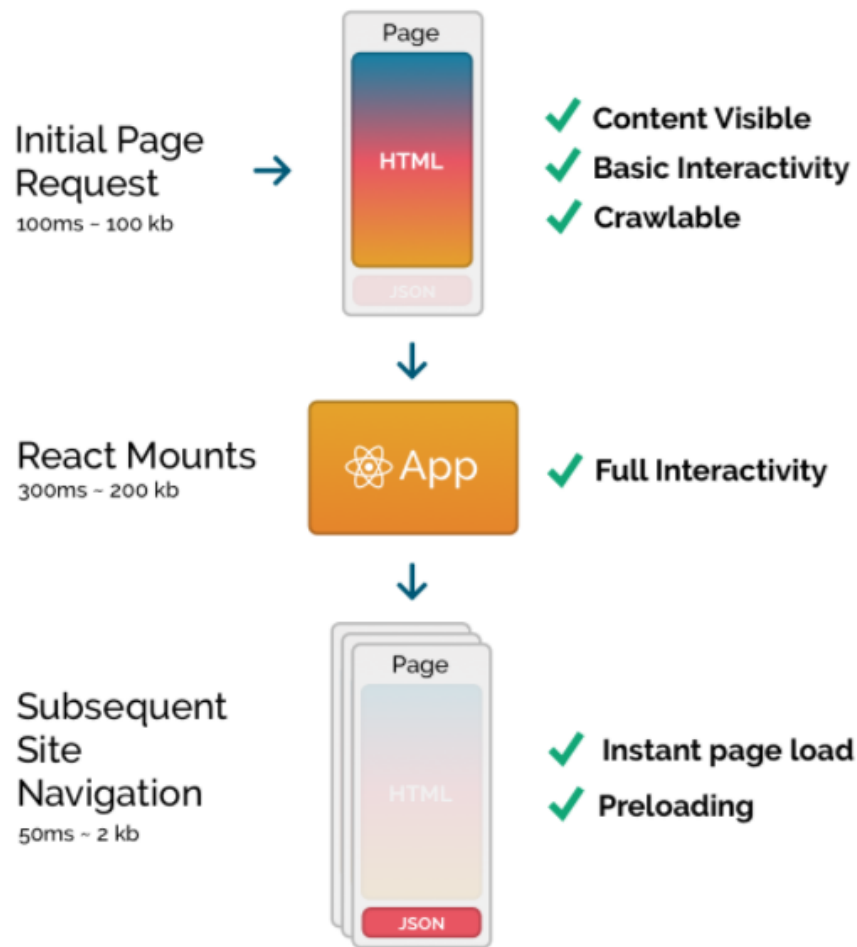 Page
HTML
JSON
Initial Page
Request
100ms ~ 100 kb
Content Visible
Basic Interactivity
Crawlable
React Mounts
300ms ~ 200 kb
App
Full Interactivity
Subsequent
Site
Navigation
50ms ~ 2 kb
Page
HTML
JSON
Instant page load
Preloading